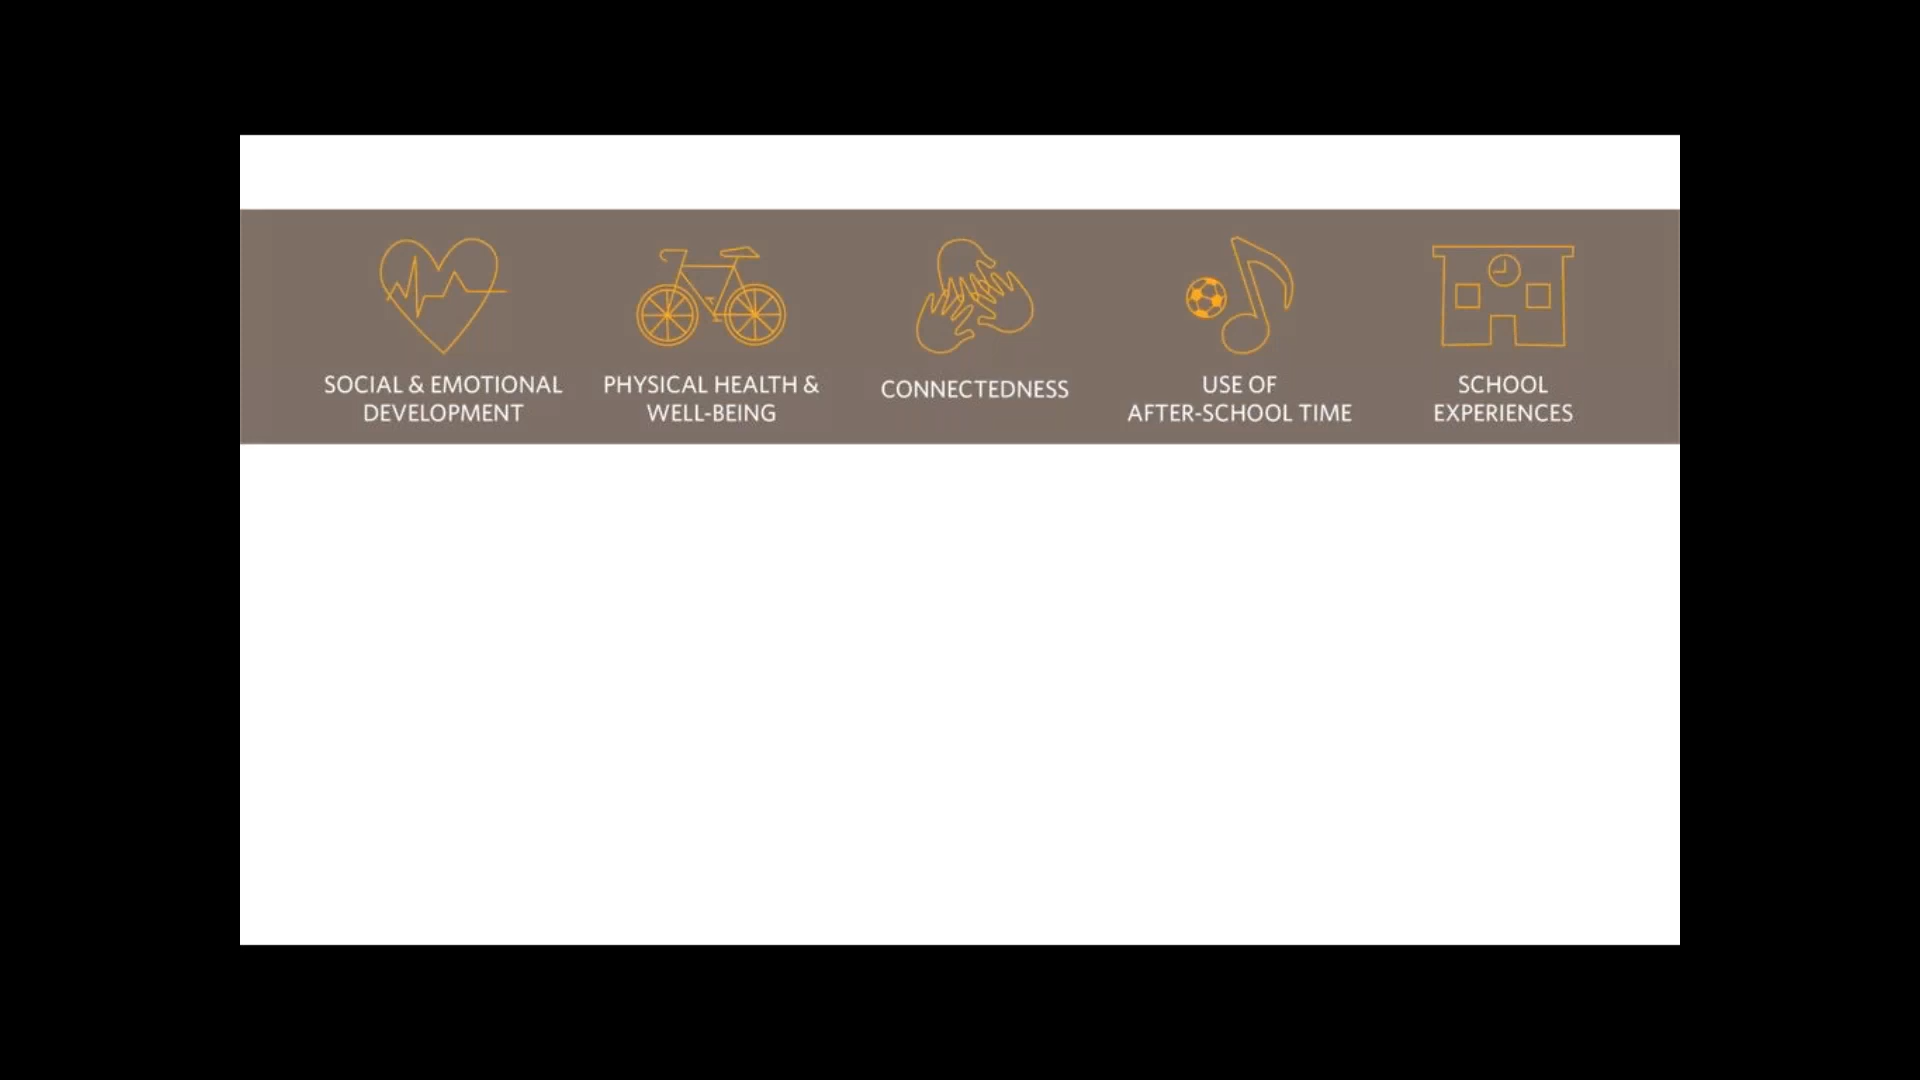 SOCIAL & EMOTIONAL
DEVELOPMENT
PHYSICAL HEALTH &
WELL-BEING
CONNECTEDNESS
USE OF
AFTER-SCHOOL TIME
SCHOOL
EXPERIENCES